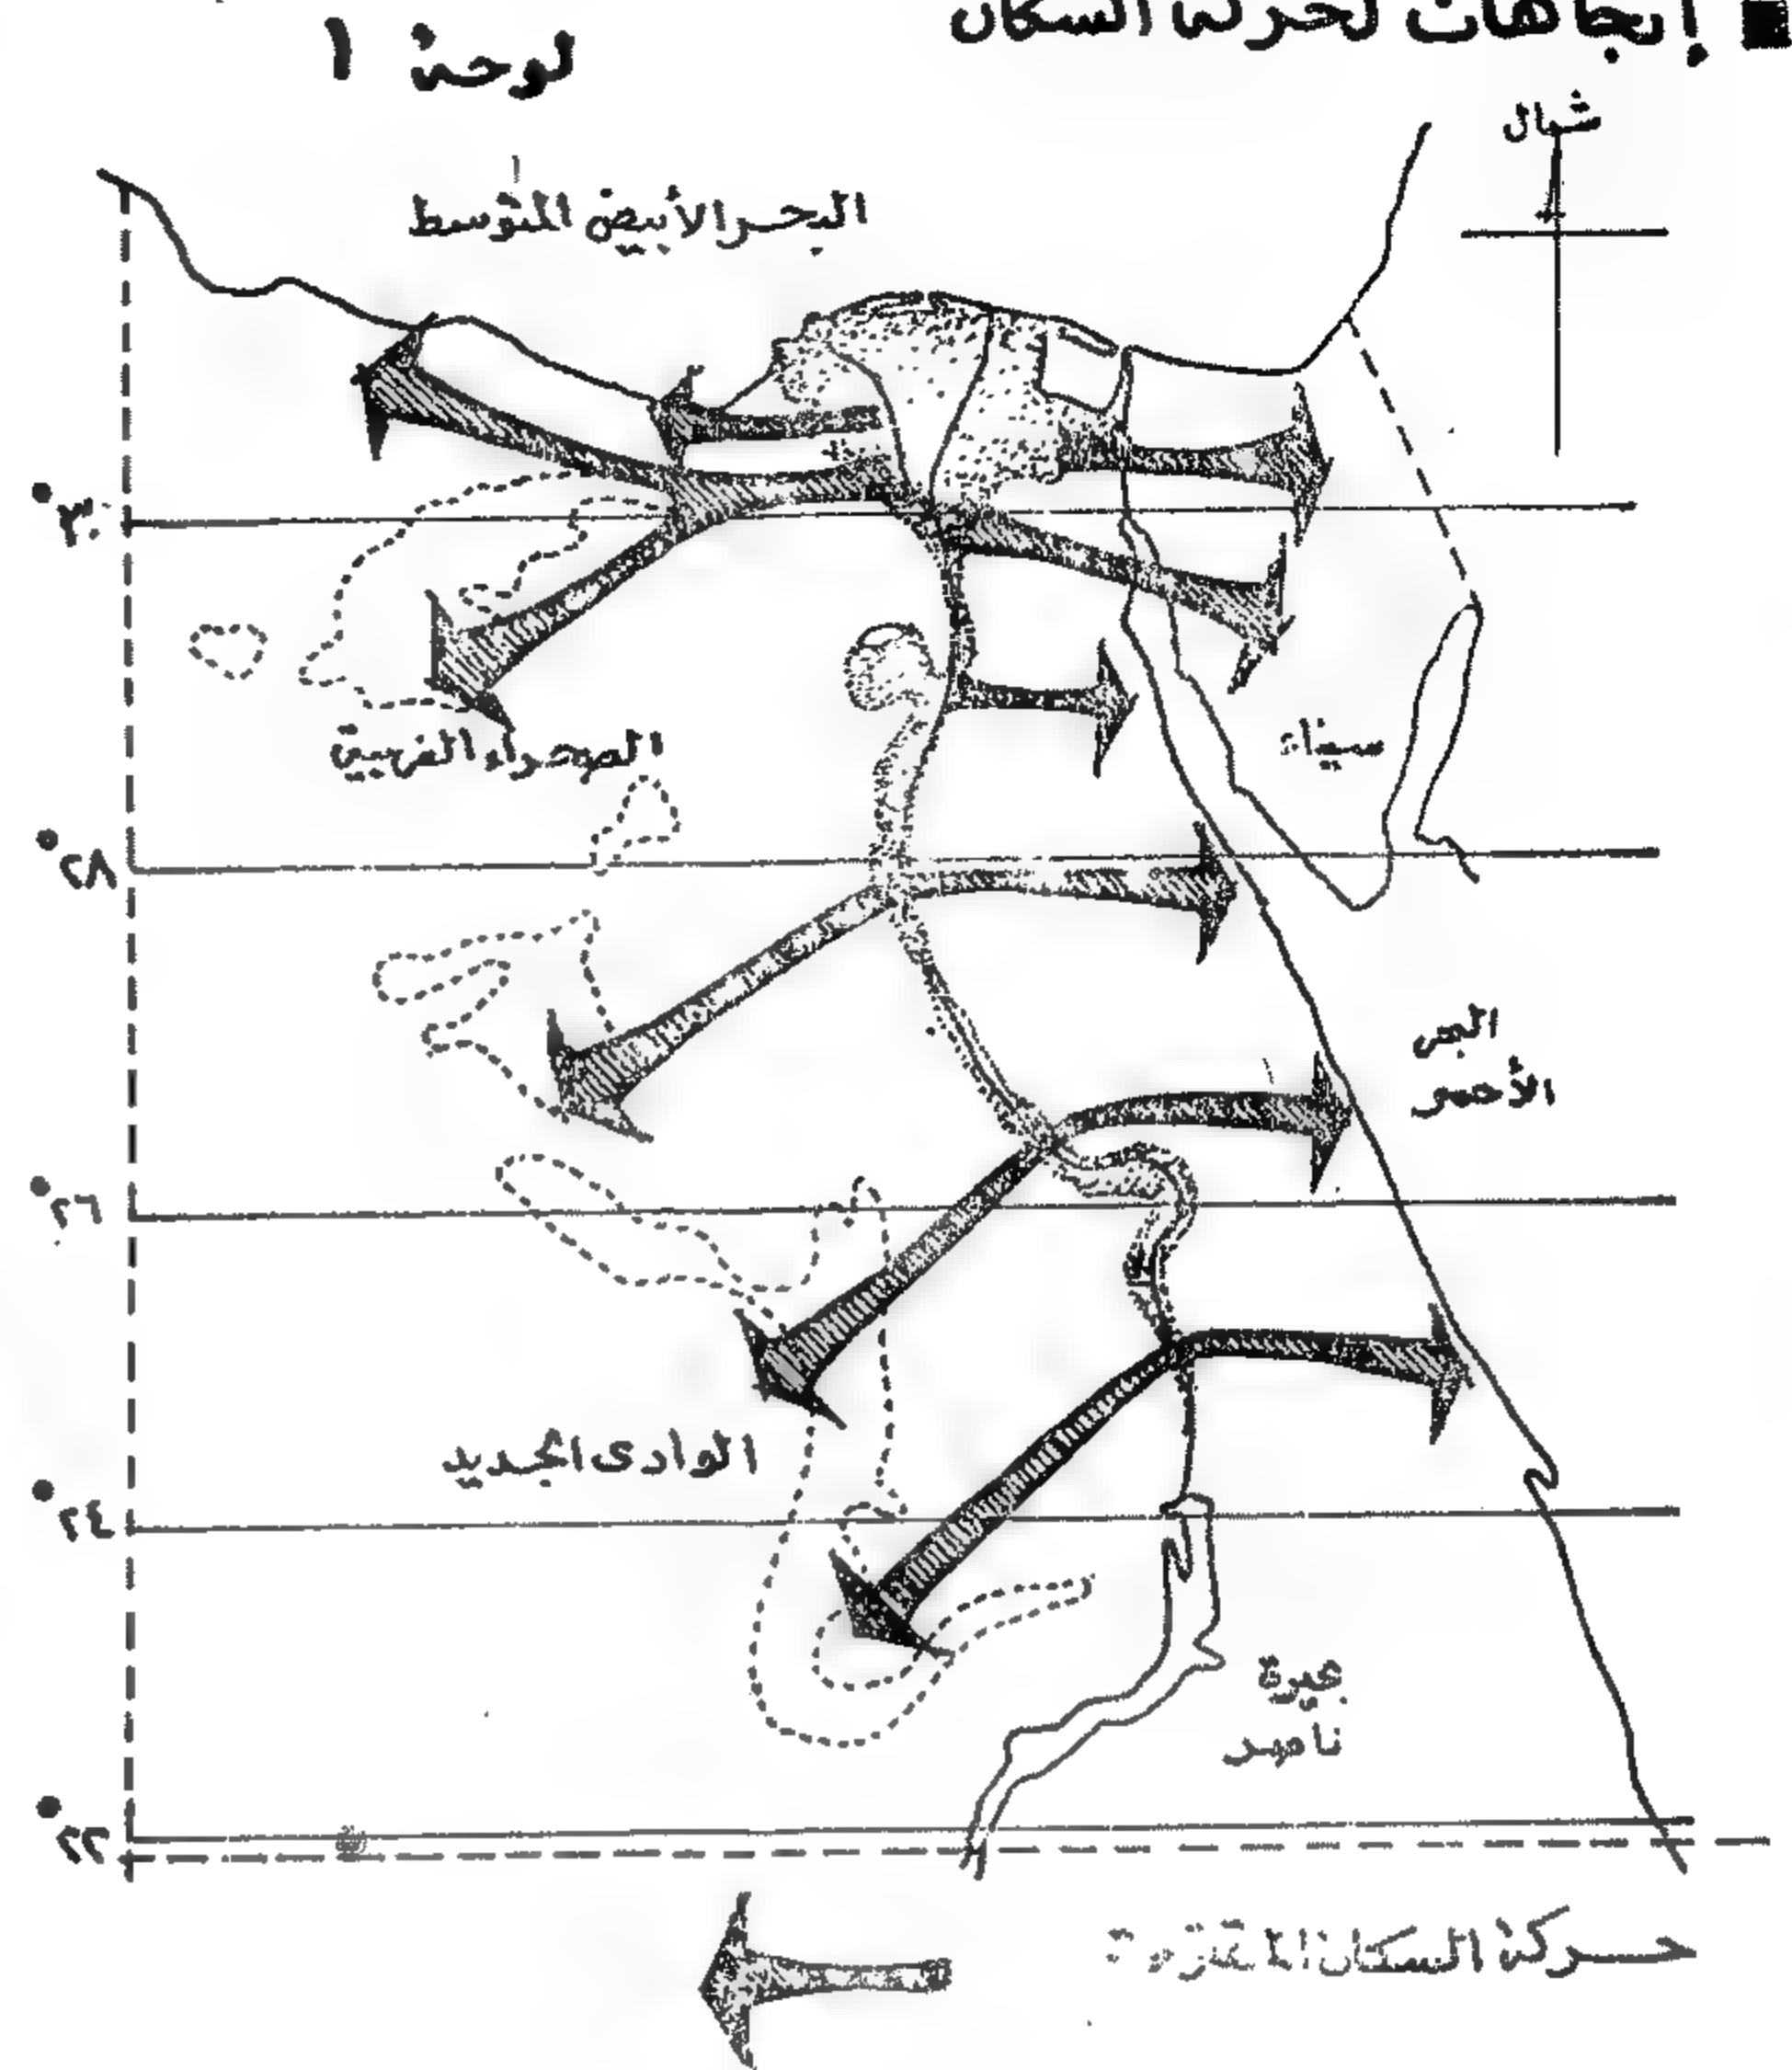 إتجاهات لحركة السكان
لوحة ١
شمال
البحر الأبيض المتوسط
٣٠°
الصحراء الغربية
سيناء
٢٨°
البحر
الأحمر
٢٦°
الوادى الجديد
٢٤°
بحيرة
ناصر
٢٢°
حركة السكان المقترحة